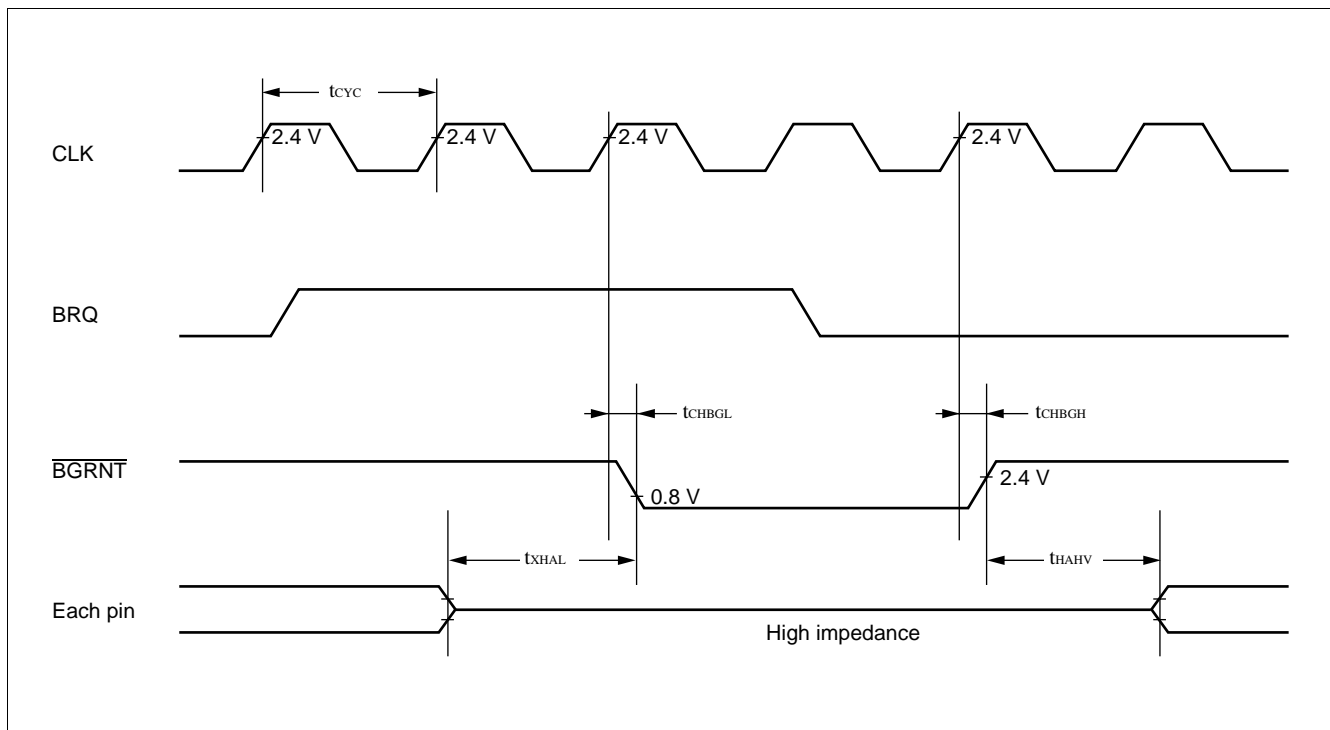 tCYC
CLK
2.4 V
2.4 V
2.4 V
2.4 V
BRQ
tCHBGL
tCHBGH
BGRNT
0.8 V
2.4 V
tXHAL
tHAHV
Each pin
High impedance